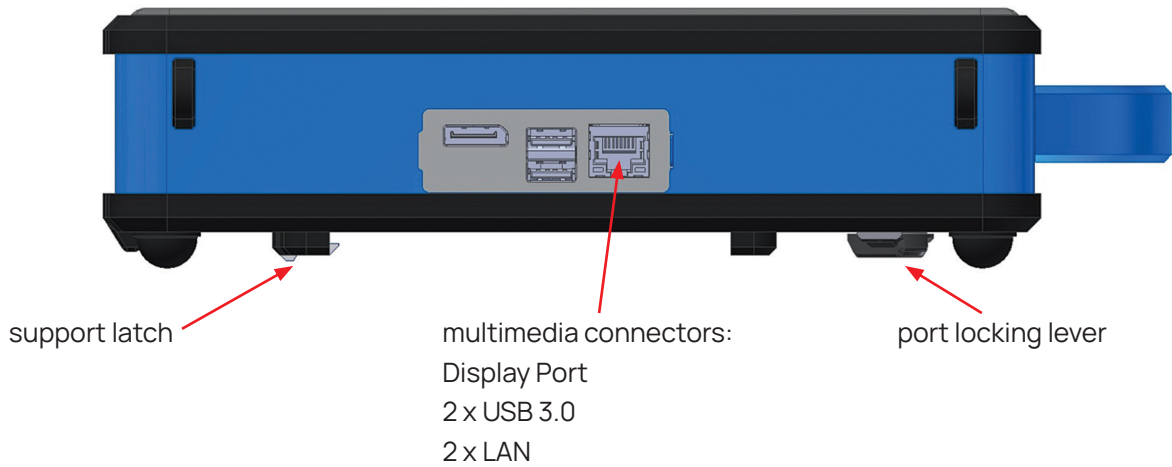 support latch
multimedia connectors:
Display Port
2 x USB 3.0
2 x LAN
port locking lever